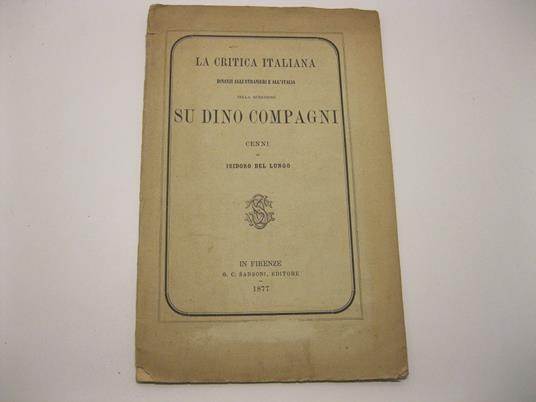 LA CRITICA ITALIANA
DINANZI AGLI STRANIERI E ALL'ITALIA
NELLA QUESTIONE
SU DINO COMPAGNI
CENNI
DI
ISIDORO DEL LUNGO
IN FIRENZE
G. C. SANSONI, EDITORE
1877